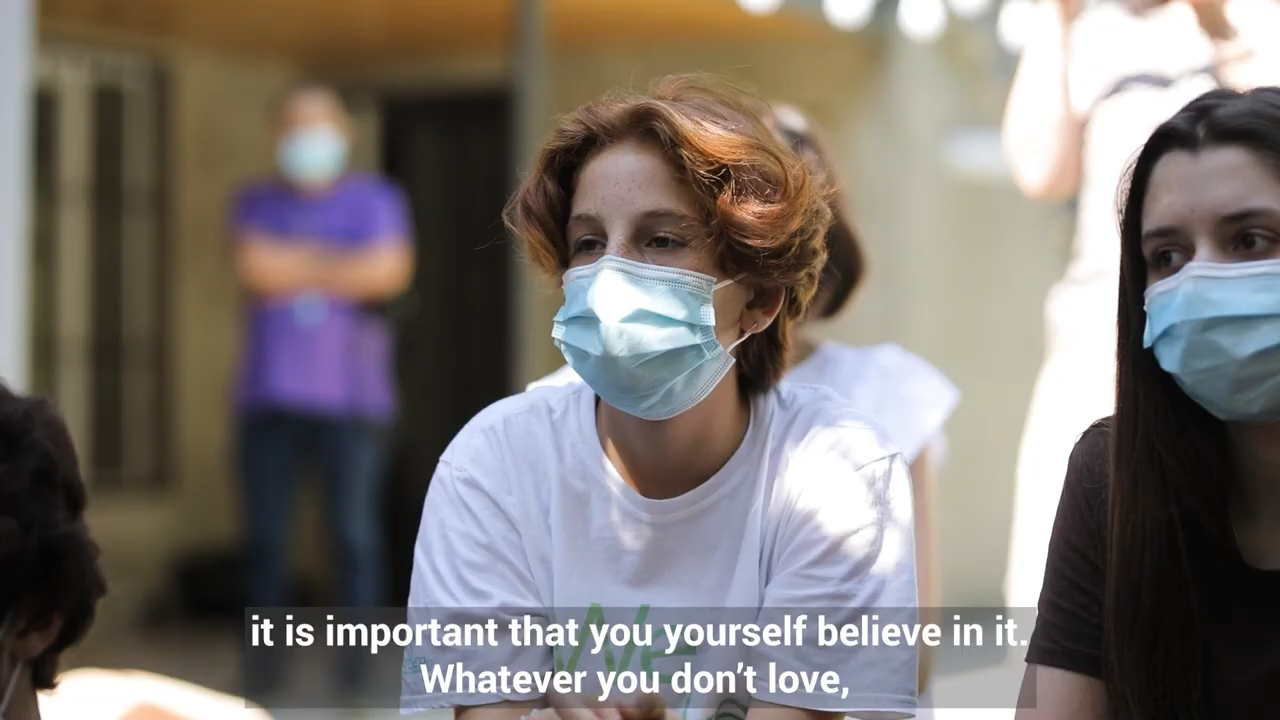 it is important that you yourself believe in it.
Whatever you don't love,